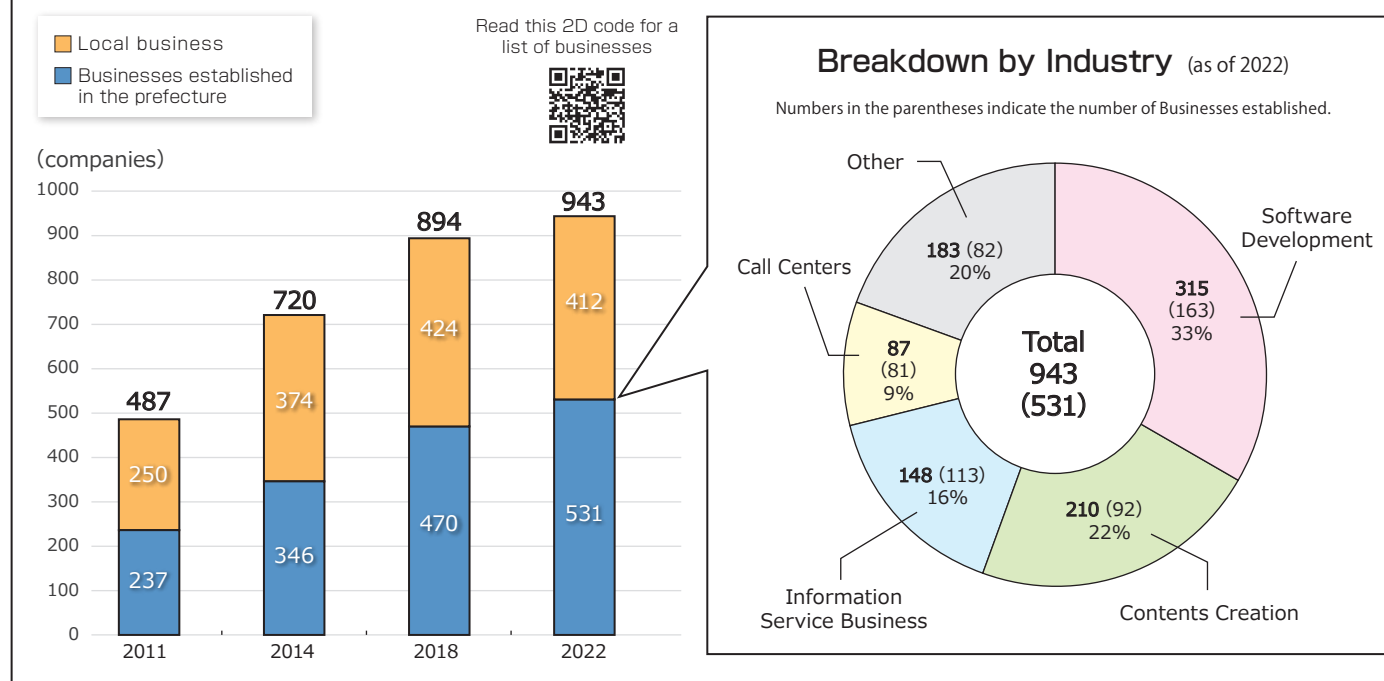 Local business
Businesses established
in the prefecture
Read this 2D code for a
list of businesses
(companies)
1000
900
800
700
600
500
400
300
200
100
0
487
250
237
2011
720
374
346
2014
894
424
470
2018
943
412
531
2022
Breakdown by Industry (as of 2022)
Numbers in the parentheses indicate the number of Businesses established.
Other
183 (82)
20%
Call Centers
87
(81)
9%
Software
Development
315
(163)
33%
Total
943
(531)
148 (113)
16%
Information
Service Business
210 (92)
22%
Contents Creation